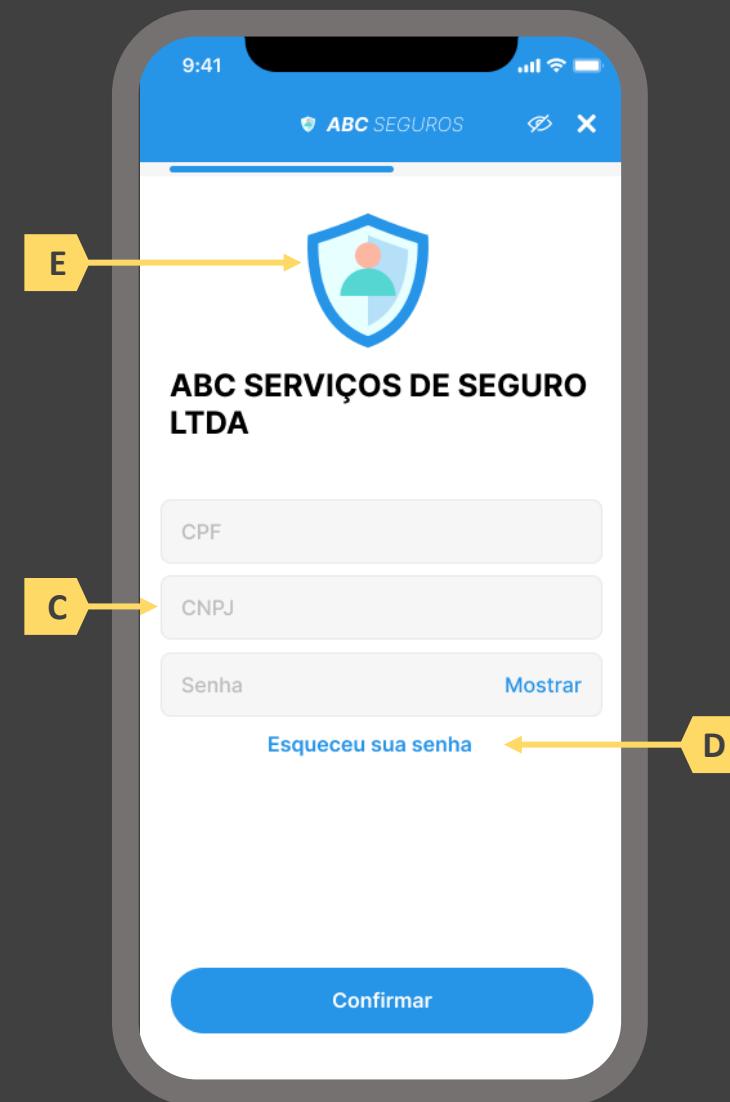 9:41
ABC SEGUROS
E
ABC SERVIÇOS DE SEGURO
LTDA
CPF
C
CNPJ
Senha
Mostrar
Esqueceu sua senha
D
Confirmar